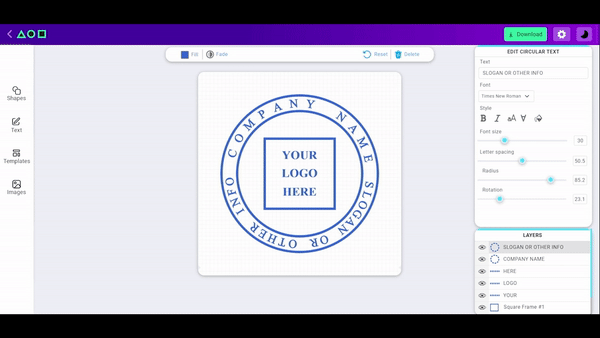 Download
Fill
Fade
Reset
Delete
Shapes
Text
Templates
Images
COMPANY NAME
SLOGAN OR OTHER INFO
YOUR
LOGO
HERE
EDIT CIRCULAR TEXT
Text
SLOGAN OR OTHER INFO
Font
Times New Roman
Style
B I aA
Font size
30
Letter spacing
50.5
Radius
85.2
Rotation
23.1
LAYERS
SLOGAN OR OTHER INFO
COMPANY NAME
HERE
LOGO
YOUR
Square Frame #1